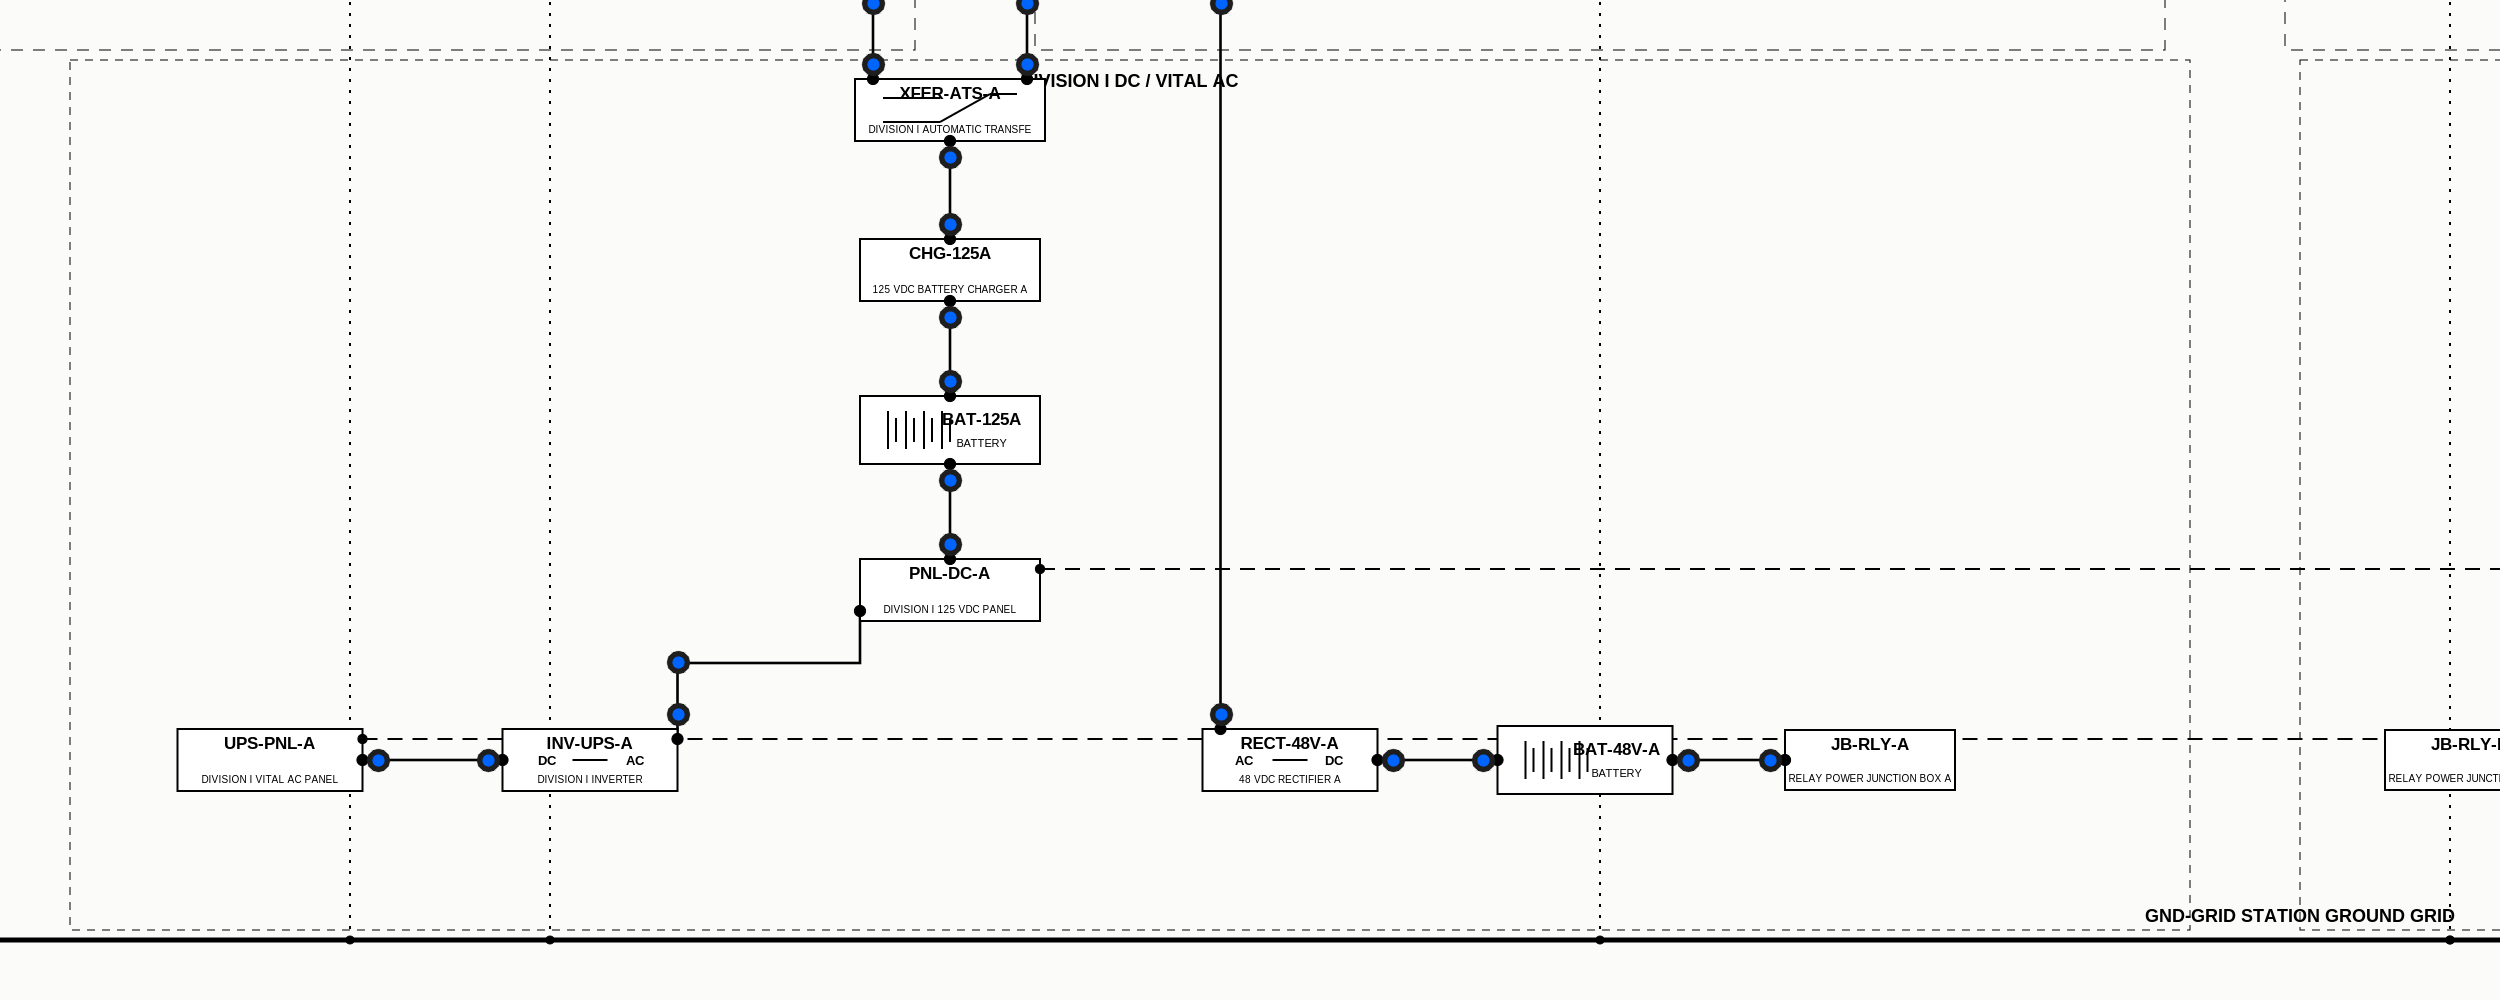 VISION I DC / VITAL AC
XFER-ATS-A
DIVISION I AUTOMATIC TRANSFE
CHG-125A
125 VDC BATTERY CHARGER A
BAT-125A
BATTERY
PNL-DC-A
DIVISION I 125 VDC PANEL
UPS-PNL-A
DIVISION I VITAL AC PANEL
INV-UPS-A
DC AC
DIVISION I INVERTER
RECT-48V-A
AC DC
48 VDC RECTIFIER A
BAT-48V-A
BATTERY
JB-RLY-A
RELAY POWER JUNCTION BOX A
JB-RLY-
RELAY POWER JUNCTI
GND-GRID STATION GROUND GRID